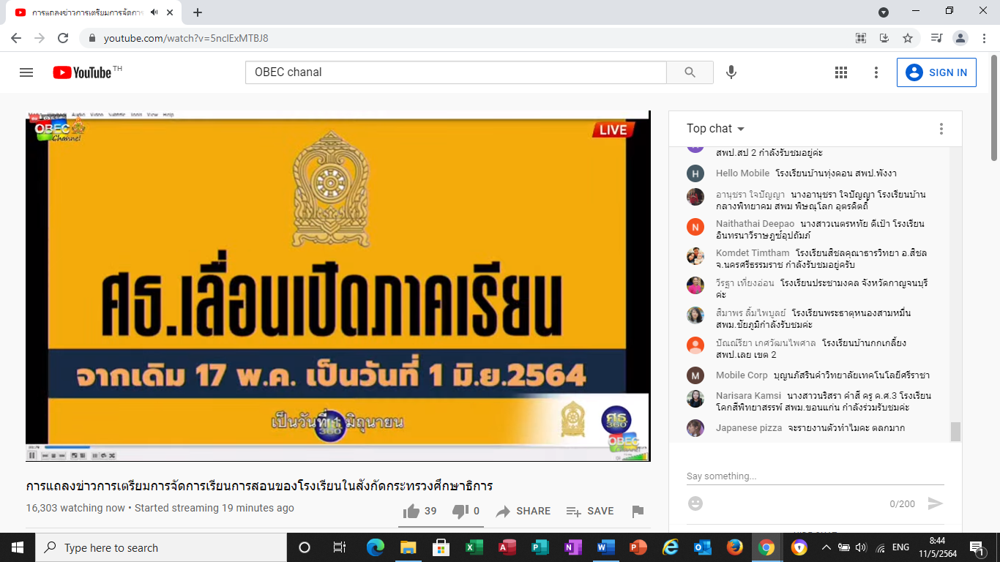 การแถลงข่าวการเตรียมการจัดการ
youtube.com/watch?v=5nclExMTBJ8
YouTube TH
OBEC chanal
SIGN IN
Audio Video Subtitle Tools View Help
OBEC
Channel
LIVE
ศธ.เลื่อนเปิดภาคเรียน
จากเดิม 17 พ.ค. เป็นวันที่ 1 มิ.ย.2564
เป็นวันที่ 1 มิถุนายน
ศธ 360
ศธ 360
OBEC
Channel
การแถลงข่าวการเตรียมการจัดการเรียนการสอนของโรงเรียนในสังกัดกระทรวงศึกษาธิการ
16,303 watching now • Started streaming 19 minutes ago
39
0
SHARE
SAVE
Top chat
สพป.สป 2 กำลังรับชมอยู่ค่ะ
Hello Mobile โรงเรียนบ้านทุ่งดอน สพป.พังงา
อานุชรา ใจปัญญา นางอานุชรา ใจปัญญา โรงเรียนบ้าน
กลางพิทยาคม สพม พิษณุโลก อุตรดิตถ์
Naithathai Deepao นางสาวเนตรหทัย ดีเป้า โรงเรียน
อินทรนาวีราษฎซ์อุปถัมภ์
Komdet Timtham โรงเรียนสิชลคุณาธารวิทยา อ.สิชล
จ.นครศรีธรรมราช กำลังรับชมอยู่ครับ
วีรฐา เที่ยงอ่อน โรงเรียนประชามงคล จังหวัดกาญจนบุรี
ค่ะ
สิมาพร ลิ้มไพบูลย์ โรงเรียนพระธาตุหนองสามหมื่น
สพม.ชัยภูมิกำลังรับชมค่ะ
ปัณณ์รียา เกศวัฒนไพศาล โรงเรียนบ้านกกเกลี้ยง
สพป.เลย เขต 2
Mobile Corp บุญนภัสรินคำวิทยาลัยเทคโนโลยีศรีราชา
Narisara Kamsi นางสาวนริสรา คำสี ครู ค.ศ.3 โรงเรียน
โคกสีพิทยาสรรพ์ สพม.ขอนแก่น กำลังร่วมรับชมค่ะ
Japanese pizza จะรายงานตัวทำไมคะ ตลกมาก
Say something...
0/200
Type here to search
ENG
8:44
11/5/2564
1